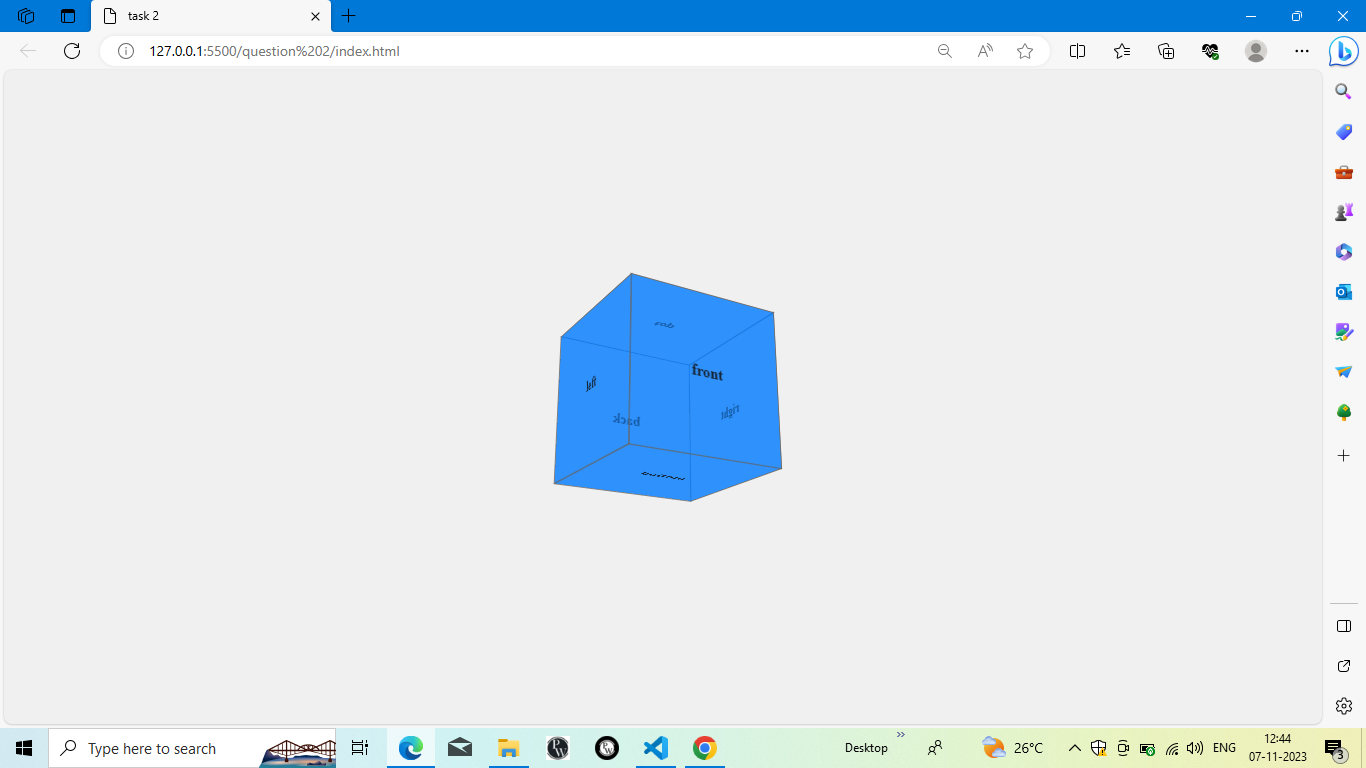 task 2
127.0.0.1:5500/question%202/index.html
top
front
left
right
back
bottom
Type here to search
Desktop
26°C
ENG
12:44
07-11-2023
3